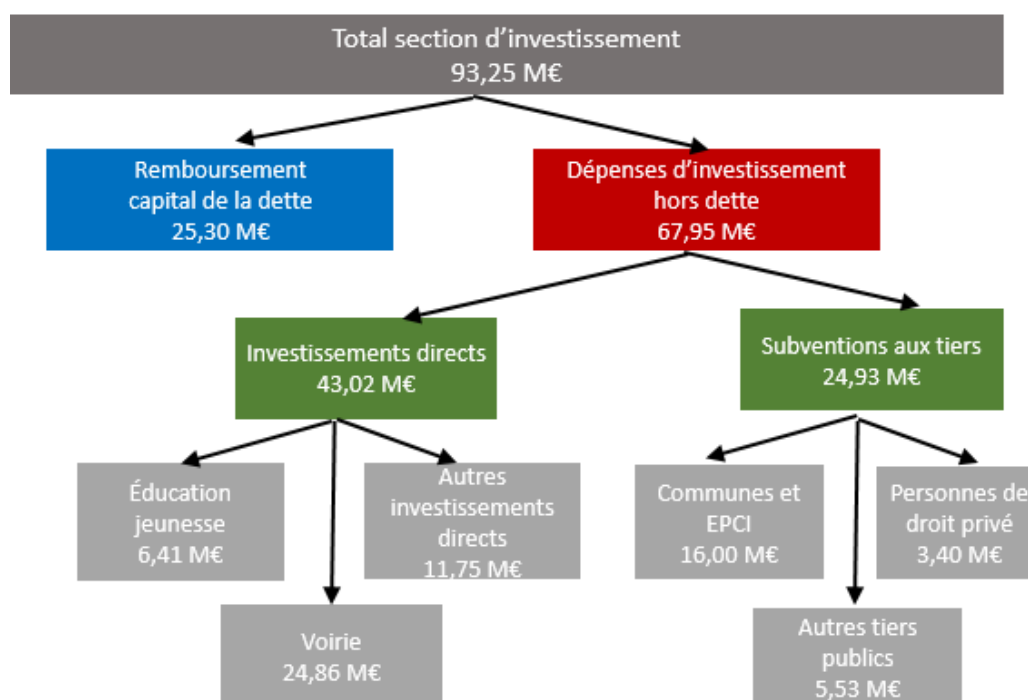 Total section d’investissement
93,25 M€
Remboursement
capital de la dette
25,30 M€
Dépenses d’investissement
hors dette
67,95 M€
Investissements directs
43,02 M€
Subventions aux tiers
24,93 M€
Éducation
jeunesse
6,41 M€
Autres
investissements
directs
11,75 M€
Communes et
EPCI
16,00 M€
Personnes de
droit privé
3,40 M€
Voirie
24,86 M€
Autres tiers
publics
5,53 M€